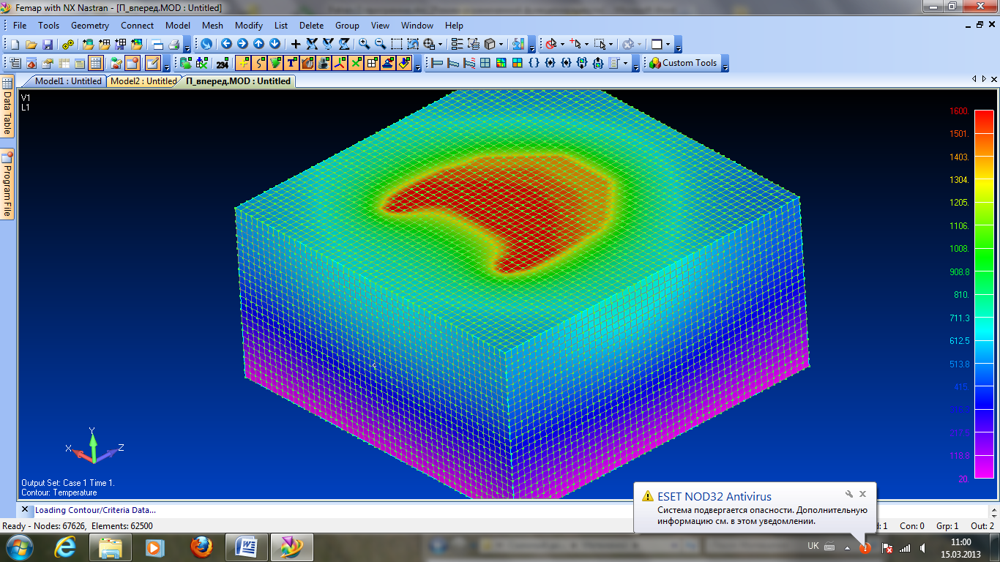 Femap with NX Nastran - [П_вперед.MOD : Untitled]
File Tools Geometry Connect Model Mesh Modify List Delete Group View Window Help
234
Custom Tools
Model1 : Untitled Model2 : Untitled П_вперед.MOD : Untitled
Data Table
Program File
V1
L1
1600.
1501.
1403.
1304.
1205.
1106.
1008.
908.8
810.
711.3
612.5
513.8
415.
118.8
20.
Y
X
Z
Output Set: Case 1 Time 1.
Contour: Temperature
ESET NOD32 Antivirus
Система подвергается опасности. Дополнительную
информацию см. в этом уведомлении.
Loading Contour/Criteria Data...
Ready - Nodes: 67626, Elements: 62500
Con: 0 Grp: 1 Out: 2
UK
11:00
15.03.2013